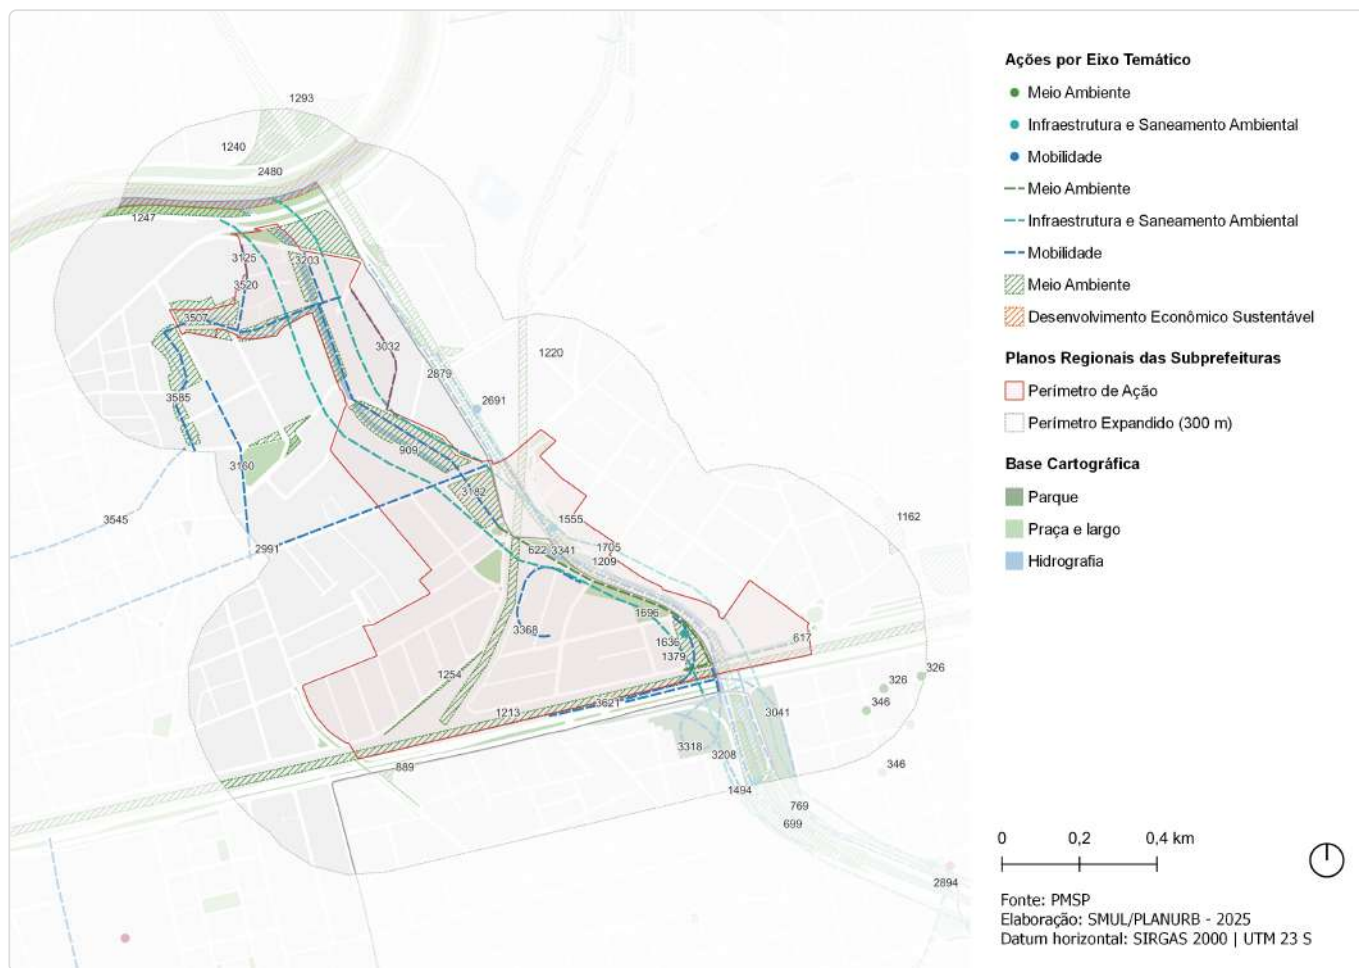 1293
1240
2480
1247
3125
3203
3520
3507
3032
1220
2879
3585
2691
909
3160
3182
3545
1555
1162
2991
622 3341
1705
1209
1696
3368
1636
617
1379
1254
326
326
346
1213
3621
3041
3318
3208
889
346
1494
769
699
2894
Ações por Eixo Temático
Meio Ambiente
Infraestrutura e Saneamento Ambiental
Mobilidade
Meio Ambiente
Infraestrutura e Saneamento Ambiental
Mobilidade
Meio Ambiente
Desenvolvimento Econômico Sustentável
Planos Regionais das Subprefeituras
Perímetro de Ação
Perímetro Expandido (300 m)
Base Cartográfica
Parque
Praça e largo
Hidrografia
0 0,2 0,4 km
Fonte: PMSP
Elaboração: SMUL/PLANURB - 2025
Datum horizontal: SIRGAS 2000 | UTM 23 S